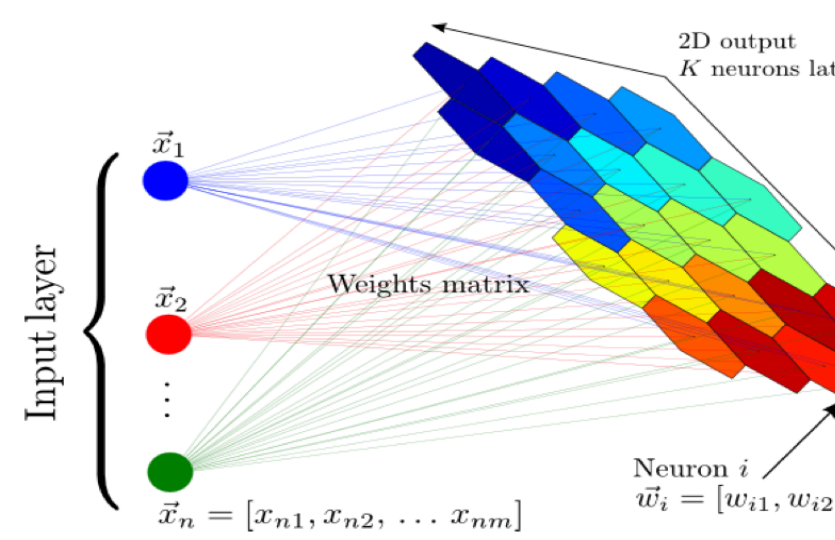 2D output
K neurons lat
x⃗1
Weights matrix
x⃗2
Input layer
⋮
Neuron i
w⃗i = [wi1, wi2
x⃗n = [xn1, xn2, … xnm]